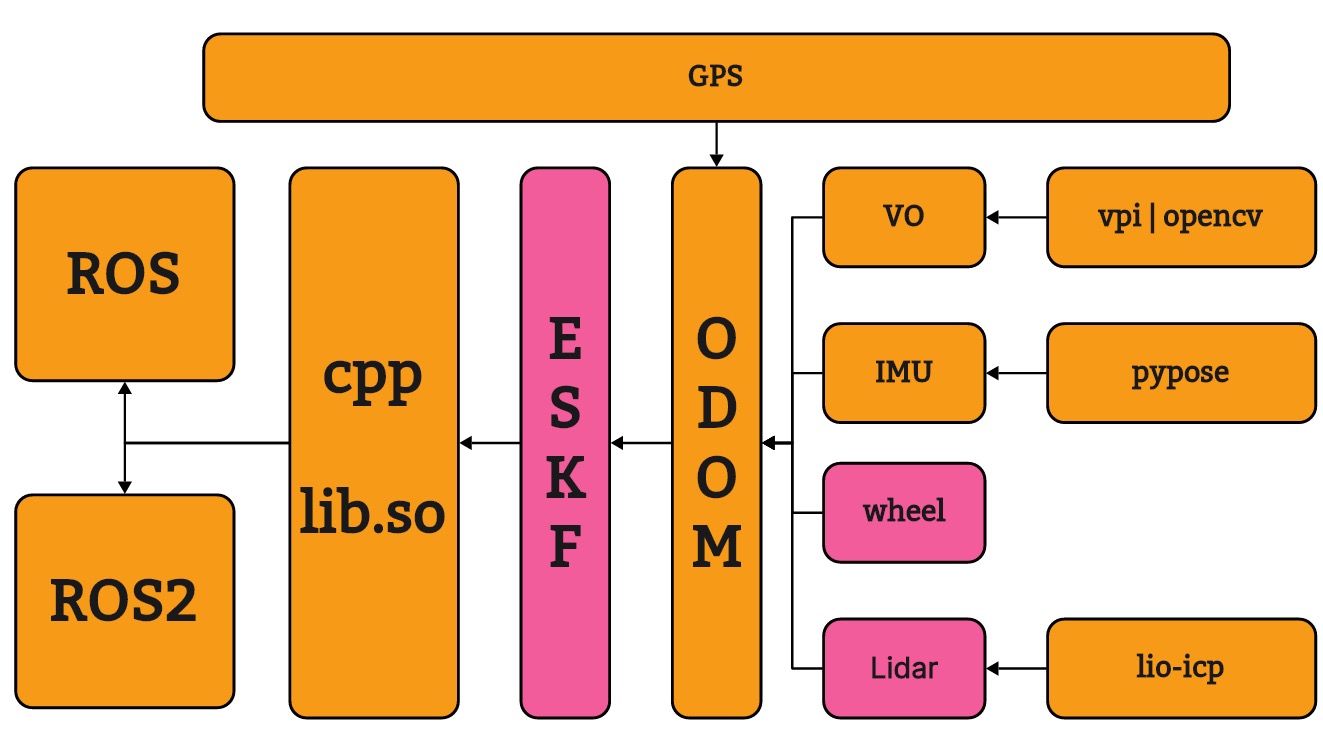 GPS
ROS
ROS2
cpp
lib.so
E
S
K
F
O
D
O
M
VO
vpi | opencv
IMU
pypose
wheel
Lidar
lio-icp